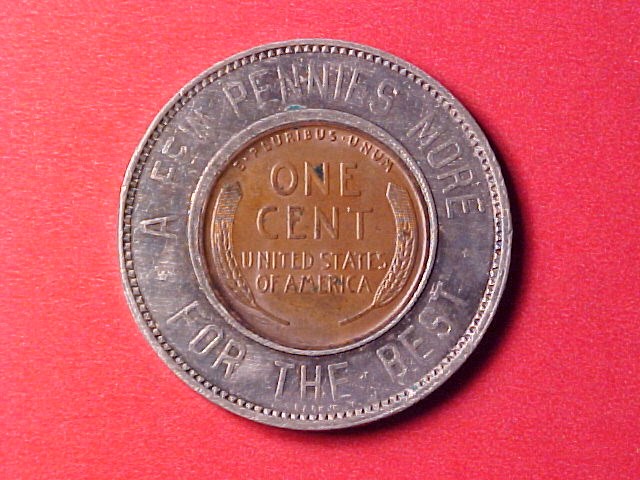 A FEW PENNIES MORE
FOR THE BEST
E·PLURIBUS·UNUM
ONE
CENT
UNITED STATES
OF AMERICA